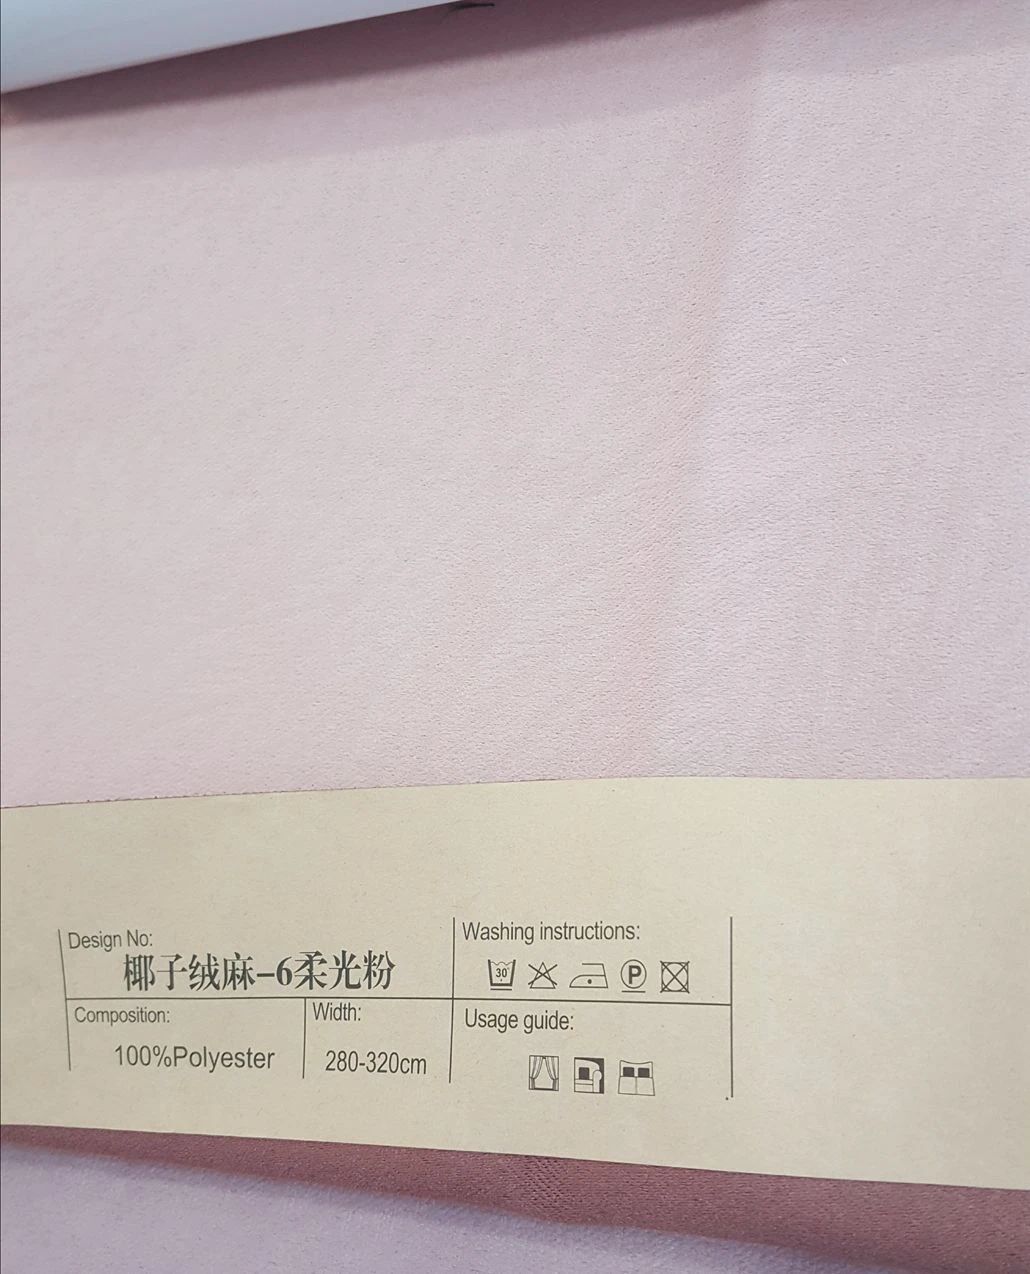 Design No:
椰子绒麻-6柔光粉
Composition:
100%Polyester
Width:
280-320cm
Washing instructions:
30°
P
Usage guide: